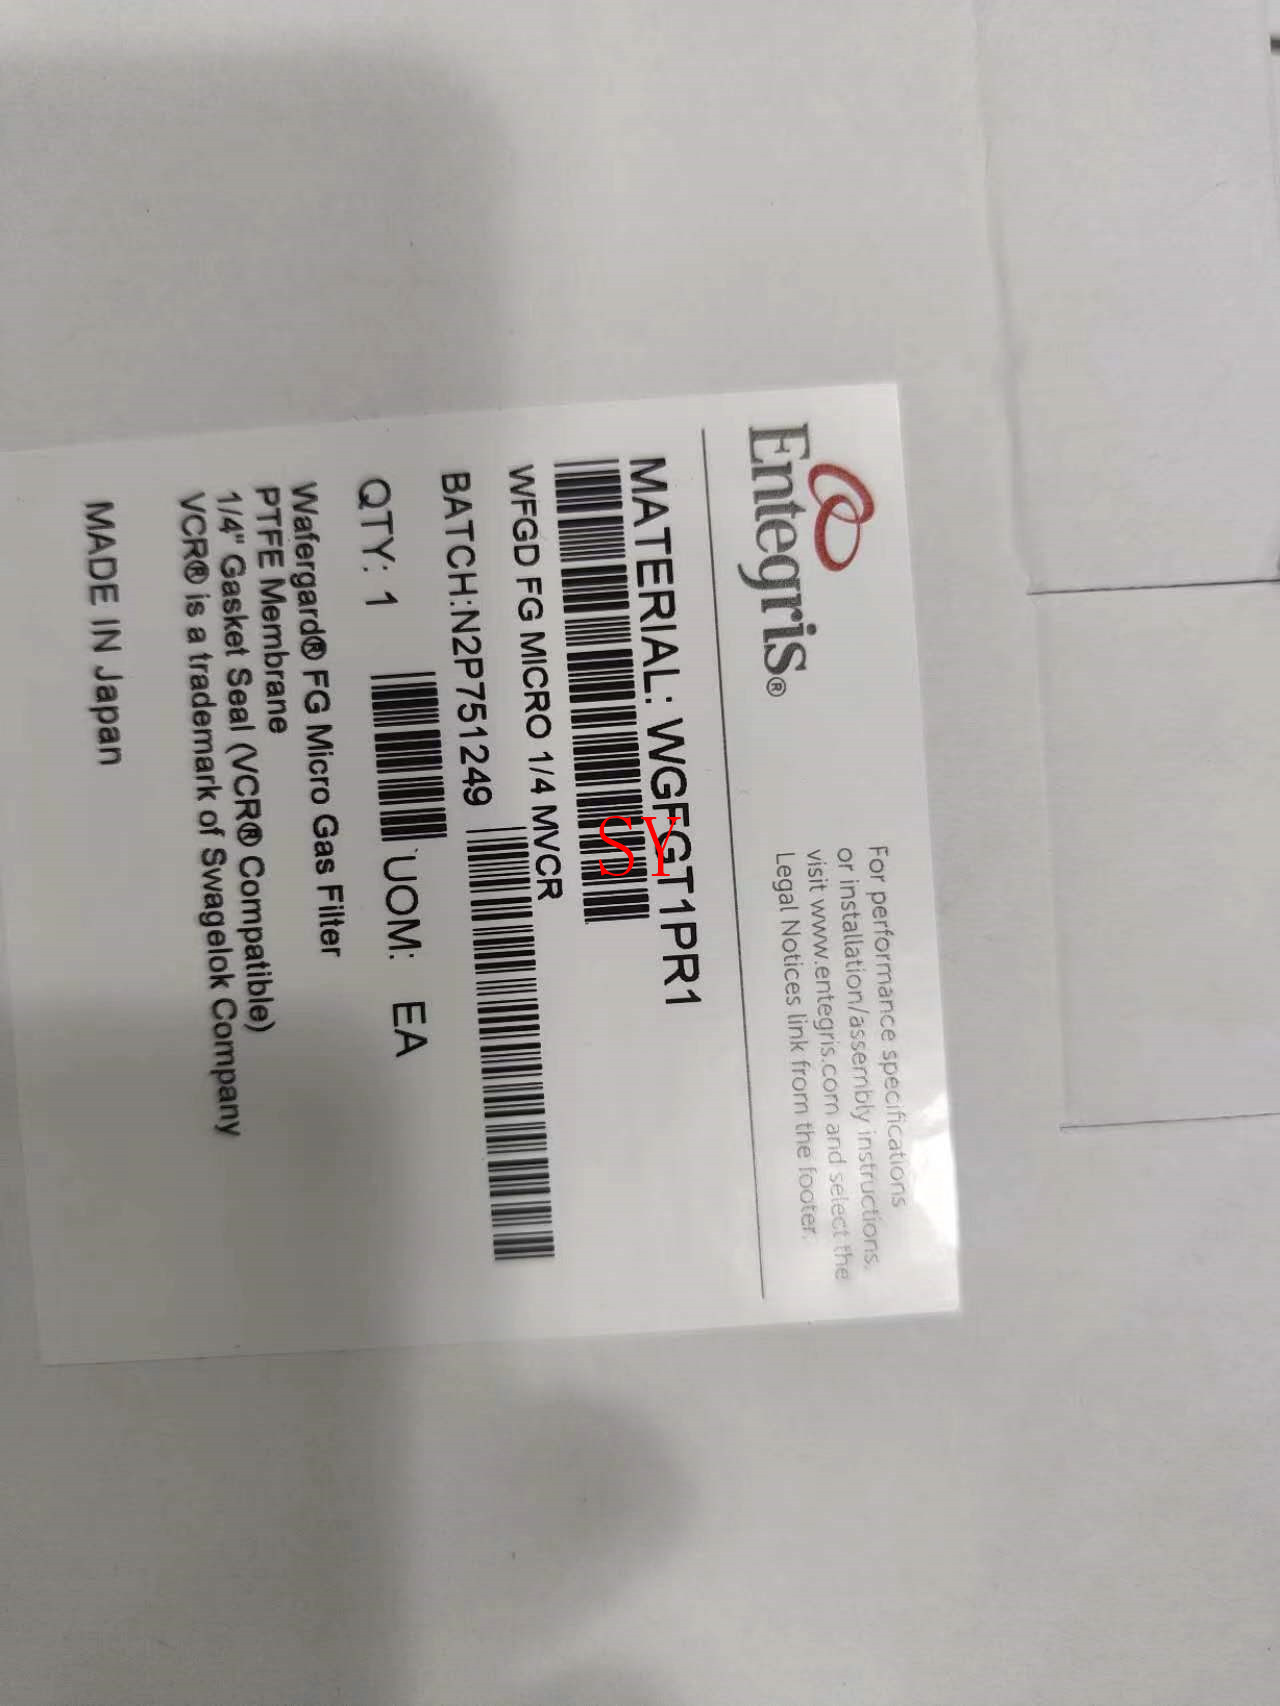 Entegris®
For performance specifications
or installation/assembly instructions,
visit www.entegris.com and select the
Legal Notices link from the footer.
MATERIAL: WGFGT1PR1
WFGD FG MICRO 1/4 MVCR
BATCH:N2P751249
QTY: 1
UOM: EA
Wafergard® FG Micro Gas Filter
PTFE Membrane
1/4" Gasket Seal (VCR® Compatible)
VCR® is a trademark of Swagelok Company
MADE IN Japan
SY